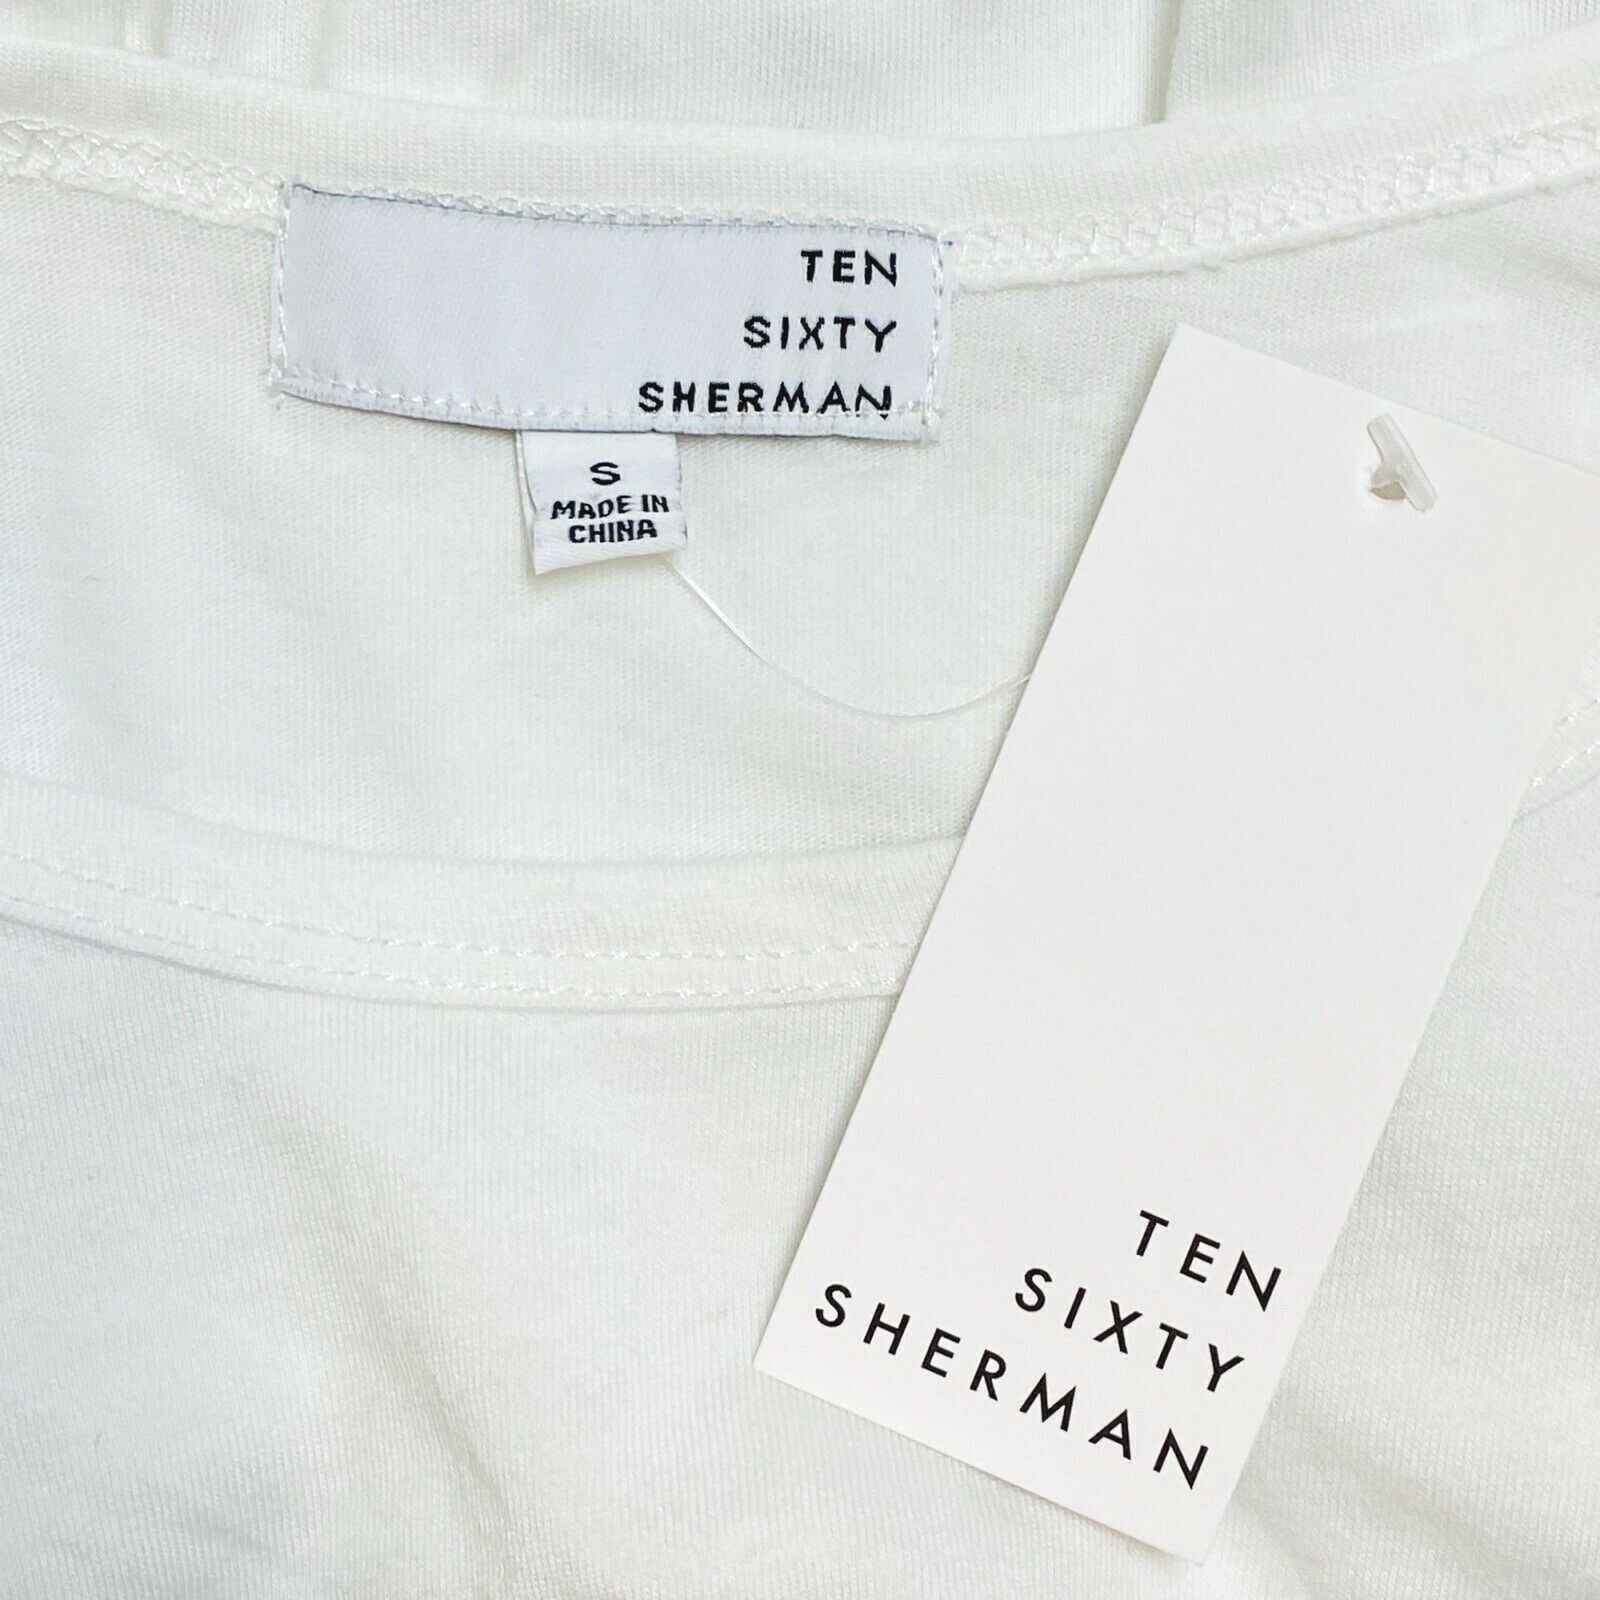 TEN
SIXTY
SHERMAN
S
MADE IN
CHINA
TEN
SIXTY
SHERMAN